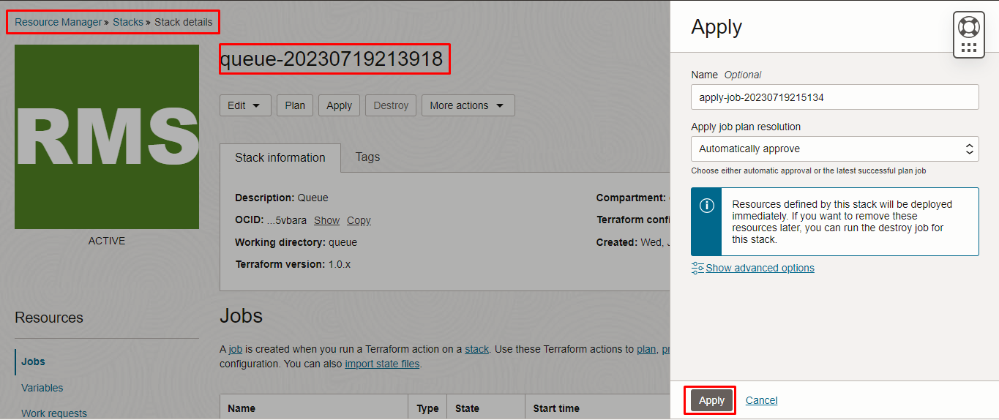 Resource Manager » Stacks » Stack details
RMS
ACTIVE
queue-20230719213918
Edit Plan Apply Destroy More actions
Stack information Tags
Description: Queue
OCID: ...5vbara Show Copy
Working directory: queue
Terraform version: 1.0.x
Compartment:
Terraform confi
Created: Wed,
Resources
Jobs
Variables
Work requests
Jobs
A job is created when you run a Terraform action on a stack. Use these Terraform actions to plan, pr
configuration. You can also import state files.
Name Type State Start time
Apply
Name Optional
apply-job-20230719215134
Apply job plan resolution
Automatically approve
Choose either automatic approval or the latest successful plan job
Resources defined by this stack will be deployed
immediately. If you want to remove these
resources later, you can run the destroy job for
this stack.
Show advanced options
Apply Cancel